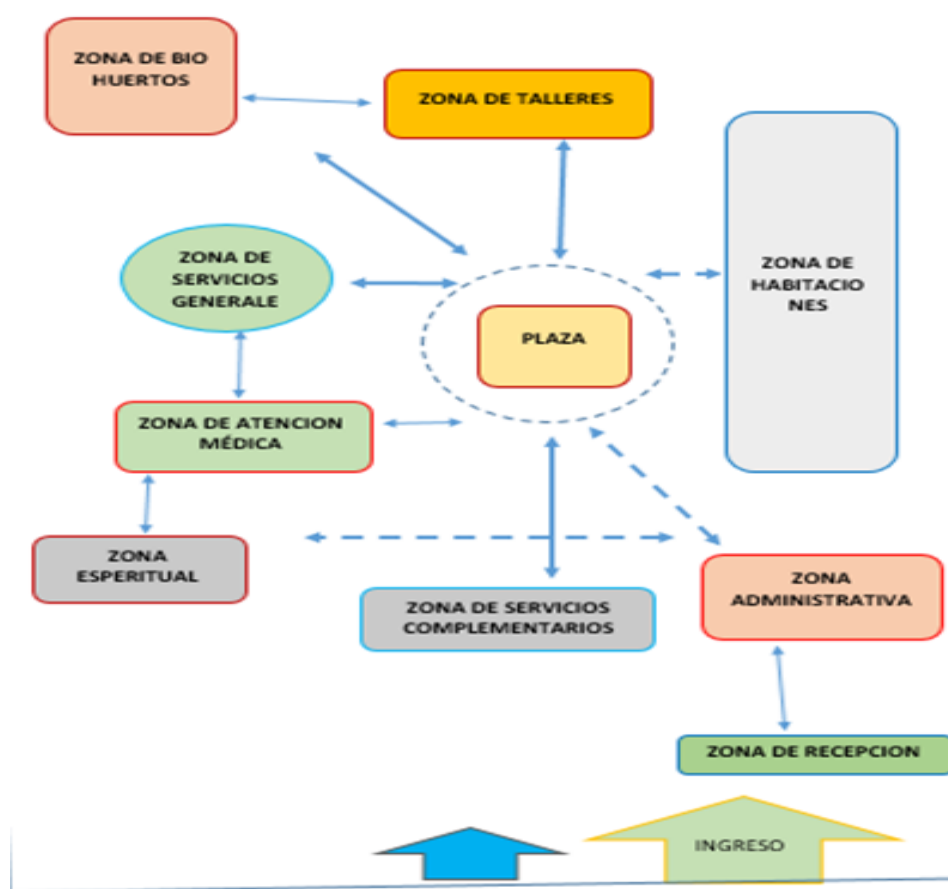 ZONA DE BIO
HUERTOS
ZONA DE TALLERES
ZONA DE
SERVICIOS
GENERALE
ZONA DE
HABITACIO
NES
PLAZA
ZONA DE ATENCION
MÉDICA
ZONA
ESPERITUAL
ZONA DE SERVICIOS
COMPLEMENTARIOS
ZONA
ADMINISTRATIVA
ZONA DE RECEPCION
INGRESO